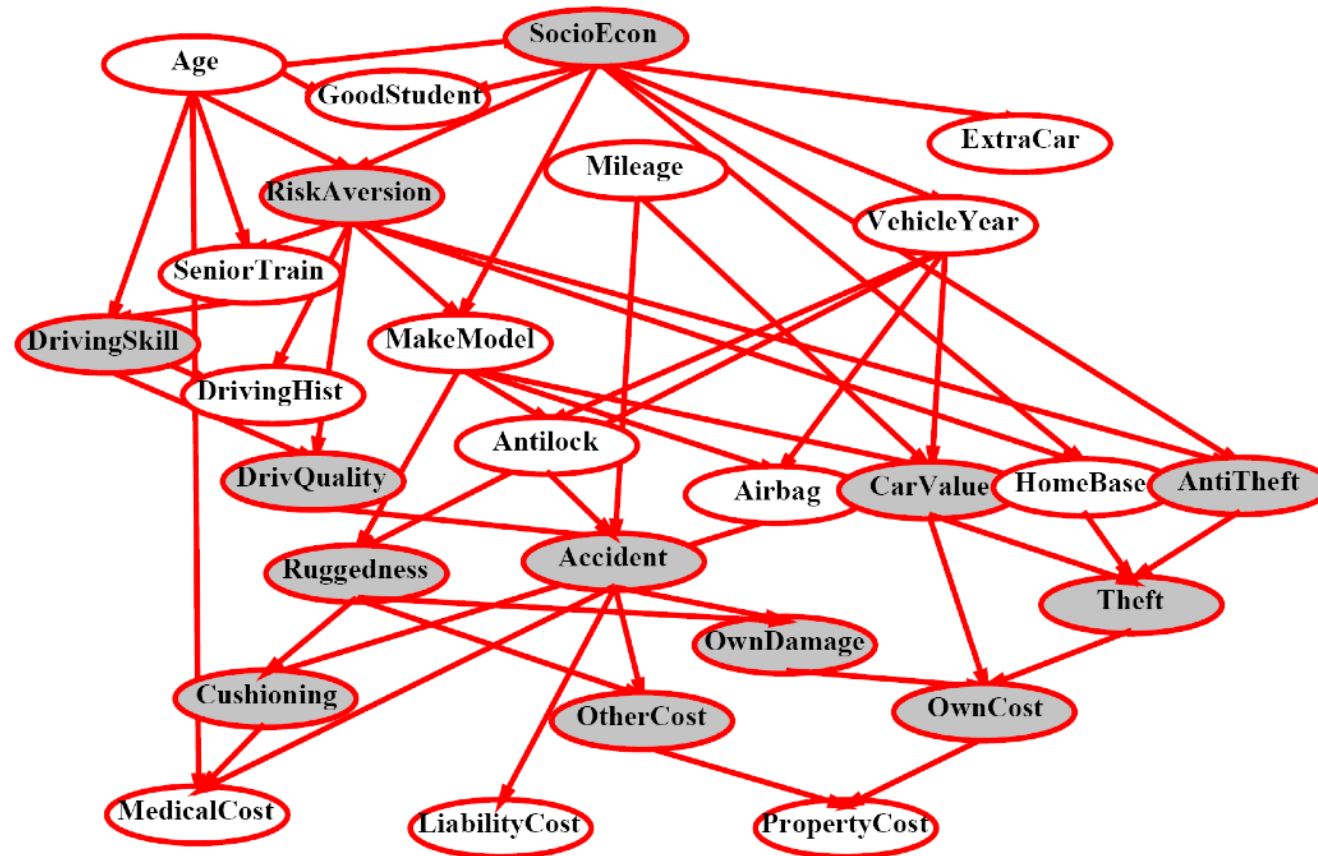 SocioEcon
Age
GoodStudent
ExtraCar
Mileage
RiskAversion
VehicleYear
SeniorTrain
DrivingSkill
MakeModel
DrivingHist
Antilock
DrivQuality
Airbag
CarValue
HomeBase
AntiTheft
Ruggedness
Accident
Theft
OwnDamage
Cushioning
OtherCost
OwnCost
MedicalCost
LiabilityCost
PropertyCost